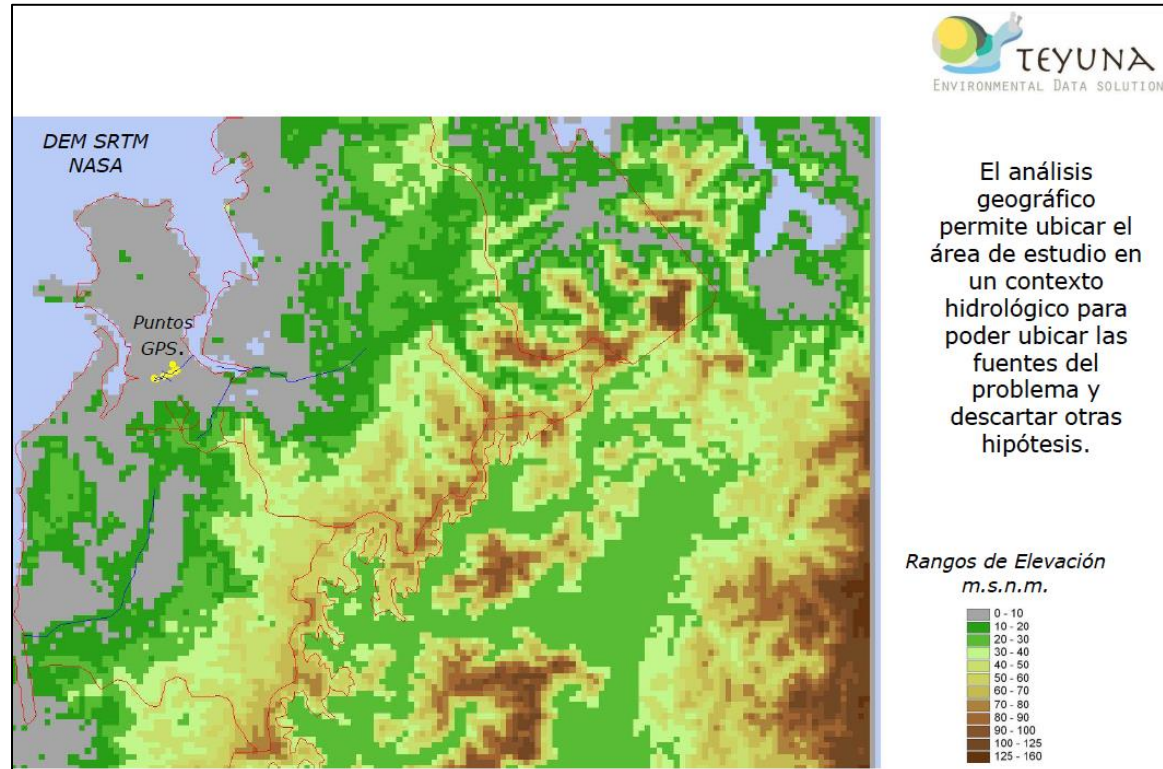 TEYUNA
ENVIRONMENTAL DATA SOLUTION
DEM SRTM
NASA
Puntos
GPS.
El análisis
geográfico
permite ubicar el
área de estudio en
un contexto
hidrológico para
poder ubicar las
fuentes del
problema y
descartar otras
hipótesis.
Rangos de Elevación
m.s.n.m.
0 - 10
10 - 20
20 - 30
30 - 40
40 - 50
50 - 60
60 - 70
70 - 80
80 - 90
90 - 100
100 - 125
125 - 160